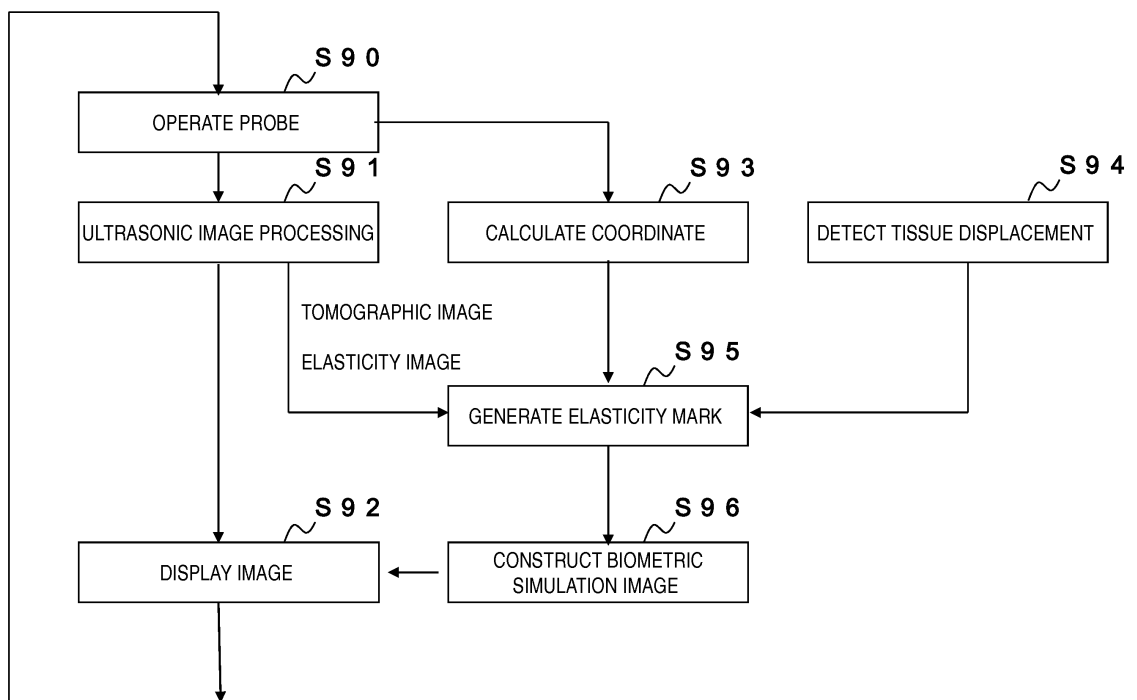 S90
OPERATE PROBE
S91
S93
S94
ULTRASONIC IMAGE PROCESSING
CALCULATE COORDINATE
DETECT TISSUE DISPLACEMENT
TOMOGRAPHIC IMAGE
ELASTICITY IMAGE
S95
GENERATE ELASTICITY MARK
S92
S96
DISPLAY IMAGE
CONSTRUCT BIOMETRIC
SIMULATION IMAGE